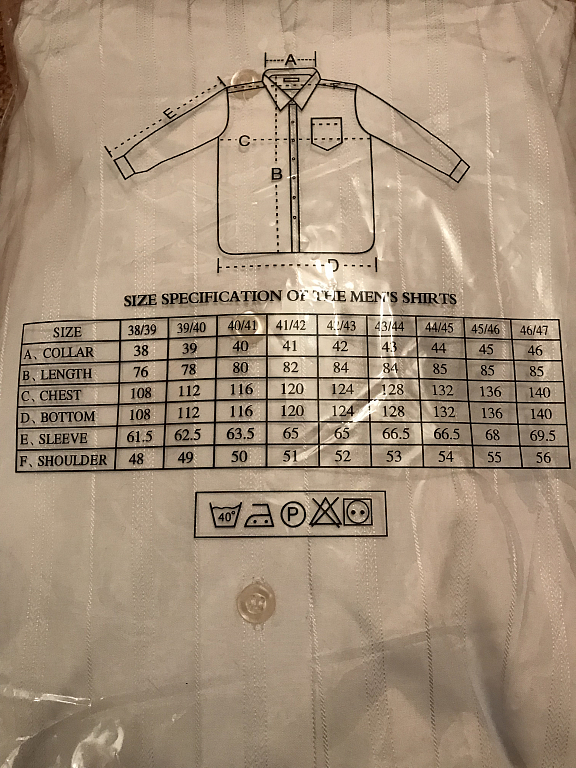 A
E
F
C
B
D
SIZE SPECIFICATION OF THE MEN'S SHIRTS
SIZE 38/39 39/40 40/41 41/42 42/43 43/44 44/45 45/46 46/47
A、COLLAR 38 39 40 41 42 43 44 45 46
B、LENGTH 76 78 80 82 84 84 85 85 85
C、CHEST 108 112 116 120 124 128 132 136 140
D、BOTTOM 108 112 116 120 124 128 132 136 140
E、SLEEVE 61.5 62.5 63.5 65 65 66.5 66.5 68 69.5
F、SHOULDER 48 49 50 51 52 53 54 55 56
40° P